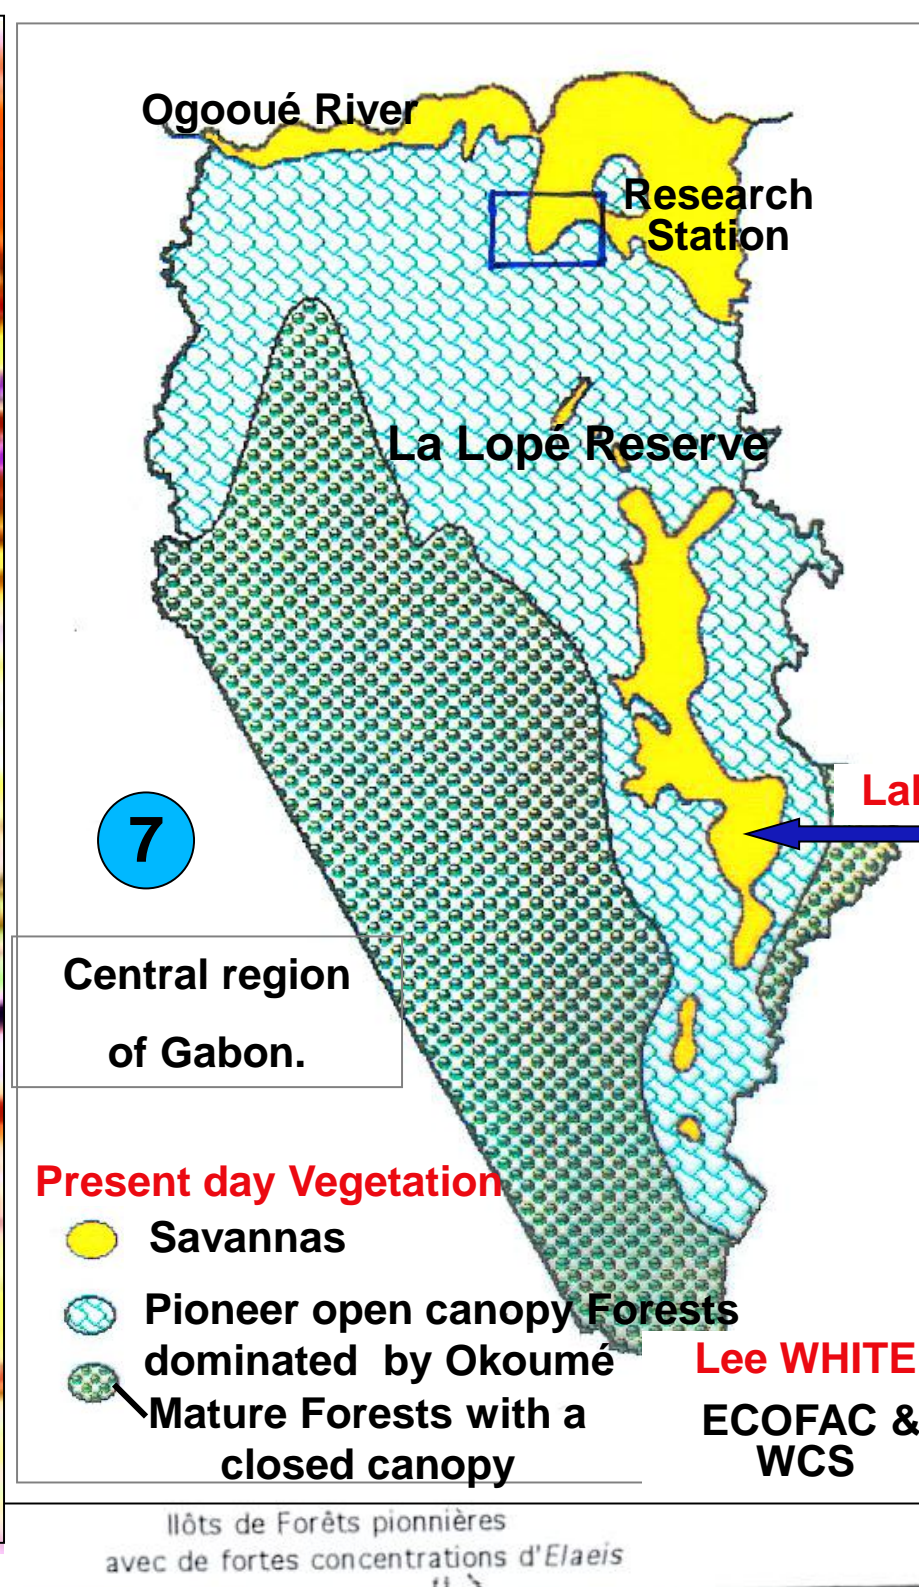 Ogooué River
Research
Station
La Lopé Reserve
7
Central region
of Gabon.
Present day Vegetation
Savannas
Pioneer open canopy Forests
dominated by Okoumé
Mature Forests with a
closed canopy
Lee WHITE
ECOFAC &
WCS
Ilôts de Forêts pionnières
avec de fortes concentrations d'Elaeis